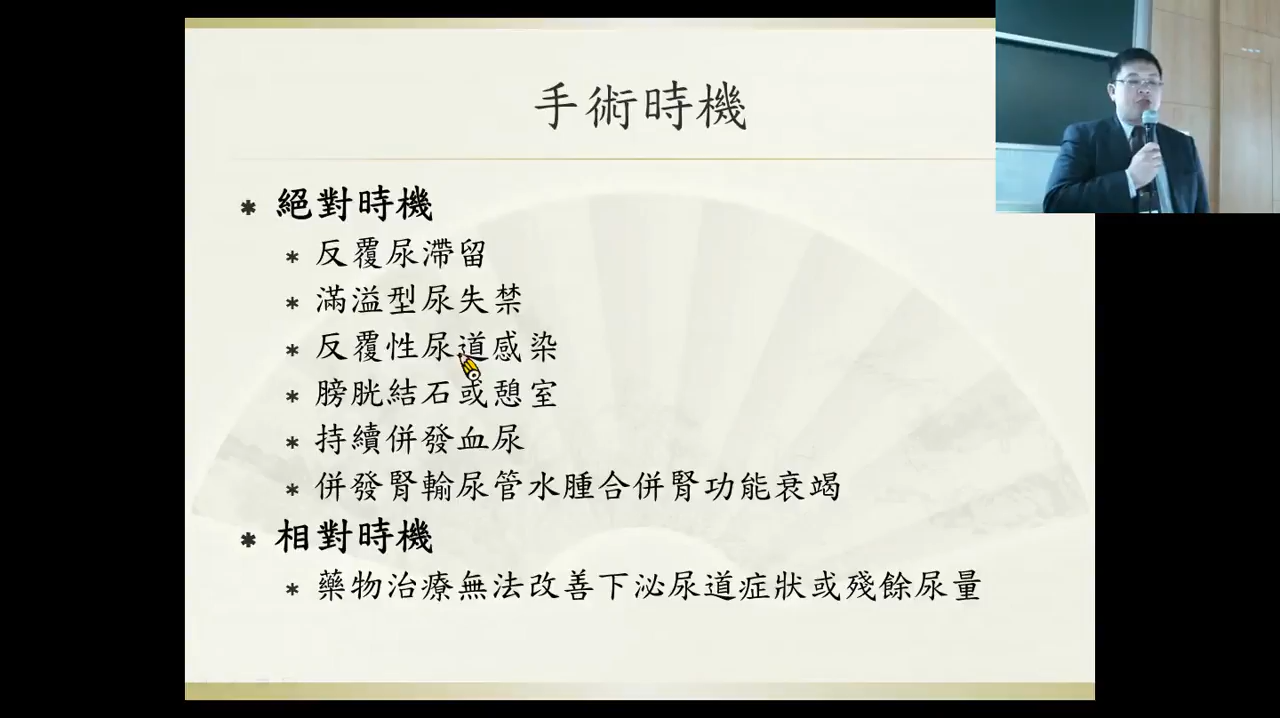 手術時機
絕對時機
反覆尿滯留
滿溢型尿失禁
反覆性尿道感染
膀胱結石或憩室
持續併發血尿
併發腎輸尿管水腫合併腎功能衰竭
相對時機
藥物治療無法改善下泌尿道症狀或殘餘尿量